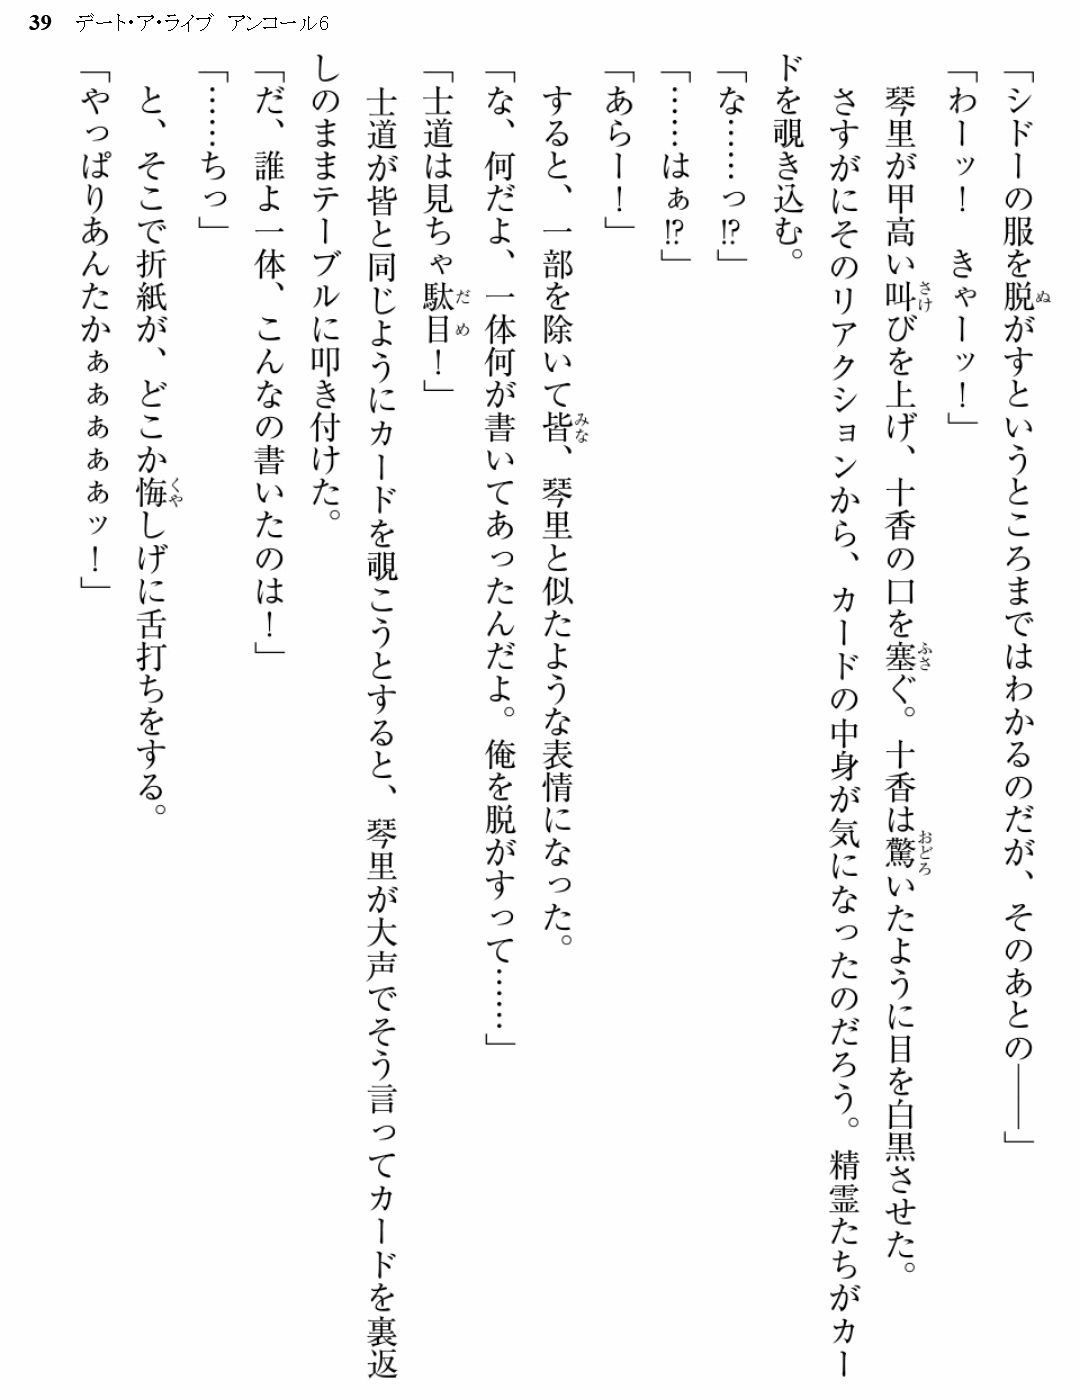 39 デート・ア・ライブ アンコール6
「シドーの服を脱がすというところまではわかるのだが、そのあとの――」
「わーッ！　きゃーッ！」
琴里が甲高い叫びを上げ、十香の口を塞ぐ。十香は驚いたように目を白黒させた。
さすがにそのリアクションから、カードの中身が気になったのだろう。精霊たちがカー
ドを覗き込む。
「な……っ!?」
「……はぁ!?」
「あらー！」
すると、一部を除いて皆、琴里と似たような表情になった。
「な、何だよ、一体何が書いてあったんだよ。俺を脱がすって……」
「士道は見ちゃ駄目！」
士道が皆と同じようにカードを覗こうとすると、琴里が大声でそう言ってカードを裏返
しのままテーブルに叩き付けた。
「だ、誰よ一体、こんなの書いたのは！」
「……ちっ」
と、そこで折紙が、どこか悔しげに舌打ちをする。
「やっぱりあんたかぁぁぁぁぁッ！」